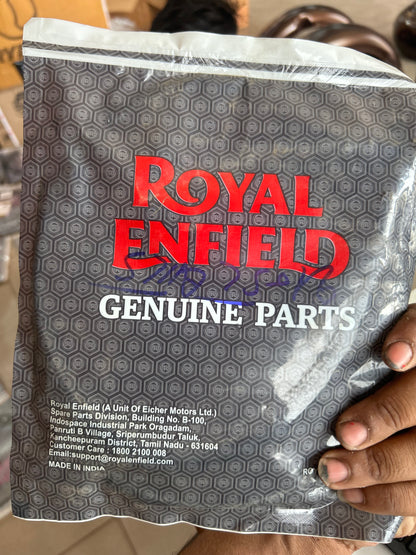 ROYAL
ENFIELD
GENUINE PARTS
Royal Enfield (A Unit Of Eicher Motors Ltd.)
Spare Parts Division, Building No. B-100,
Indospace Industrial Park Oragadam,
Panruti B Village, Sriperumbudur Taluk,
Kancheepuram District, Tamil Nadu - 631604
Customer Care : 1800 2100 008
Email:support@royalenfield.com
MADE IN INDIA